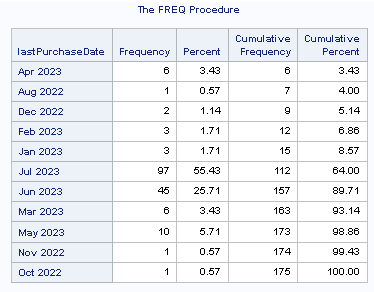 The FREQ Procedure
lastPurchaseDate Frequency Percent Cumulative Frequency Cumulative Percent
Apr 2023 6 3.43 6 3.43
Aug 2022 1 0.57 7 4.00
Dec 2022 2 1.14 9 5.14
Feb 2023 3 1.71 12 6.86
Jan 2023 3 1.71 15 8.57
Jul 2023 97 55.43 112 64.00
Jun 2023 45 25.71 157 89.71
Mar 2023 6 3.43 163 93.14
May 2023 10 5.71 173 98.86
Nov 2022 1 0.57 174 99.43
Oct 2022 1 0.57 175 100.00